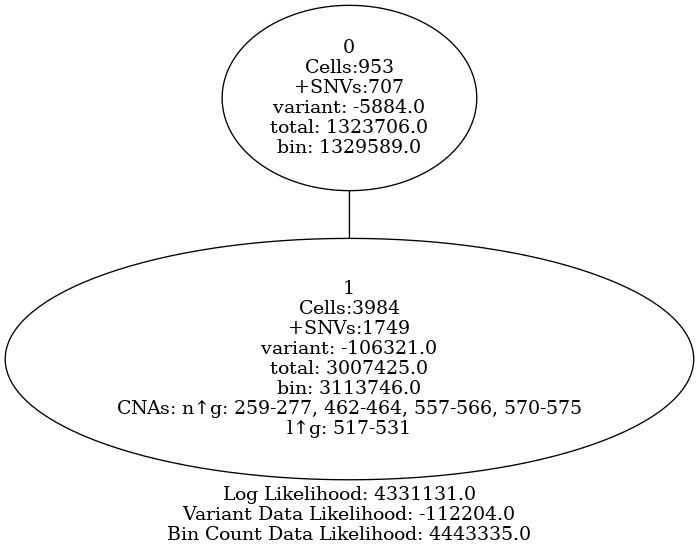 0
Cells:953
+SNVs:707
variant: -5884.0
total: 1323706.0
bin: 1329589.0
1
Cells:3984
+SNVs:1749
variant: -106321.0
total: 3007425.0
bin: 3113746.0
CNAs: n↑g: 259-277, 462-464, 557-566, 570-575
l↑g: 517-531
Log Likelihood: 4331131.0
Variant Data Likelihood: -112204.0
Bin Count Data Likelihood: 4443335.0